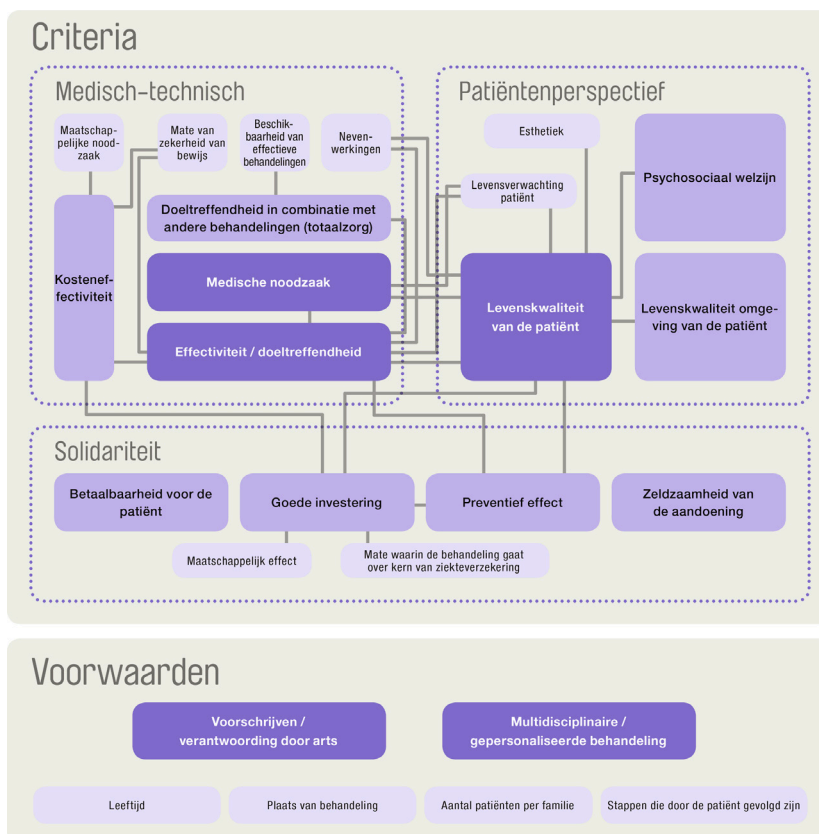 Criteria
Medisch-technisch
Maatschap-
pelijke nood-
zaak
Mate van
zekerheid van
bewijs
Beschik-
baarheid van
effectieve
behandelingen
Neven-
werkingen
Doeltreffendheid in combinatie met
andere behandelingen (totaalzorg)
Kostenef-
fectiviteit
Medische noodzaak
Effectiviteit / doeltreffendheid
Patiëntenperspectief
Esthetiek
Levensverwachting
patiënt
Psychosociaal welzijn
Levenskwaliteit
van de patiënt
Levenskwaliteit omge-
ving van de patiënt
Solidariteit
Betaalbaarheid voor de
patiënt
Goede investering
Preventief effect
Zeldzaamheid van
de aandoening
Maatschappelijk effect
Mate waarin de behandeling gaat
over kern van ziekteverzekering
Voorwaarden
Voorschrijven /
verantwoording door arts
Multidisciplinaire /
gepersonaliseerde behandeling
Leeftijd
Plaats van behandeling
Aantal patiënten per familie
Stappen die door de patiënt gevolgd zijn